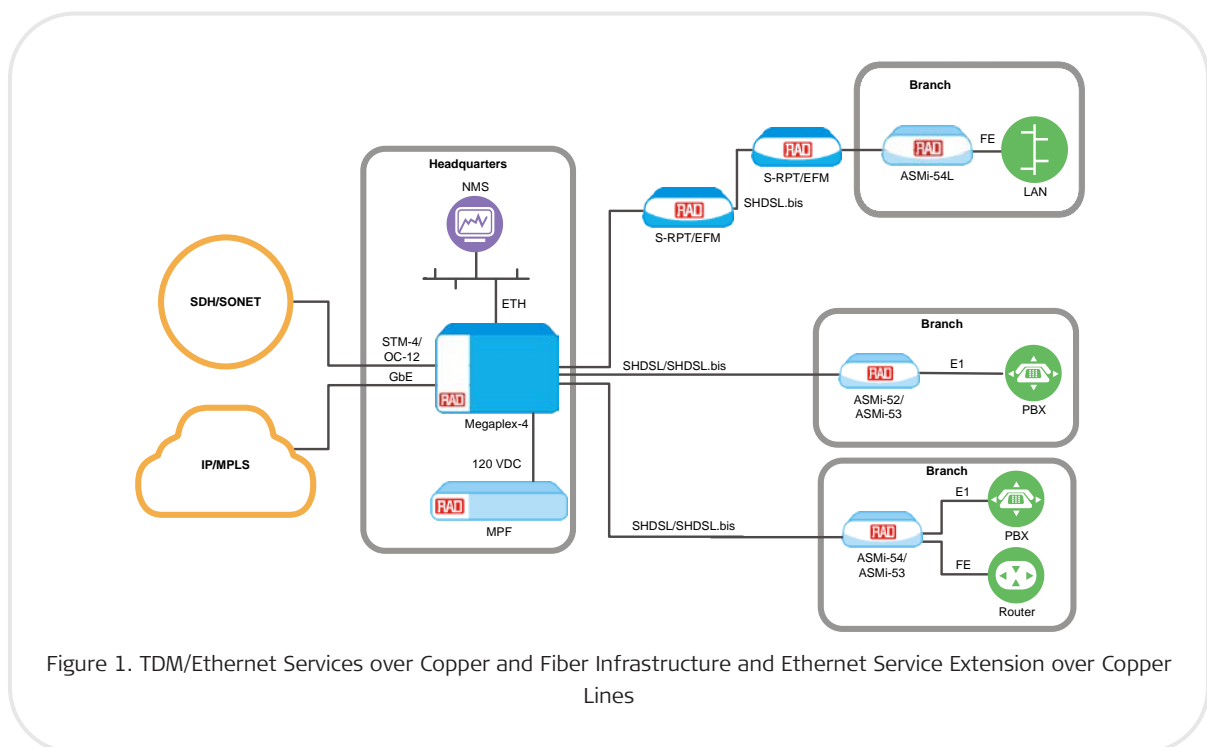 Branch
RAD
ASMi-54L
FE
LAN
RAD
S-RPT/EFM
SHDSL.bis
RAD
S-RPT/EFM
Headquarters
NMS
ETH
SDH/SONET
STM-4/
OC-12
GbE
RAD
Megaplex-4
IP/MPLS
120 VDC
RAD
MPF
SHDSL/SHDSL.bis
Branch
RAD
ASMi-52/
ASMi-53
E1
PBX
SHDSL/SHDSL.bis
Branch
RAD
ASMi-54/
ASMi-53
E1
PBX
FE
Router
Figure 1. TDM/Ethernet Services over Copper and Fiber Infrastructure and Ethernet Service Extension over Copper
Lines